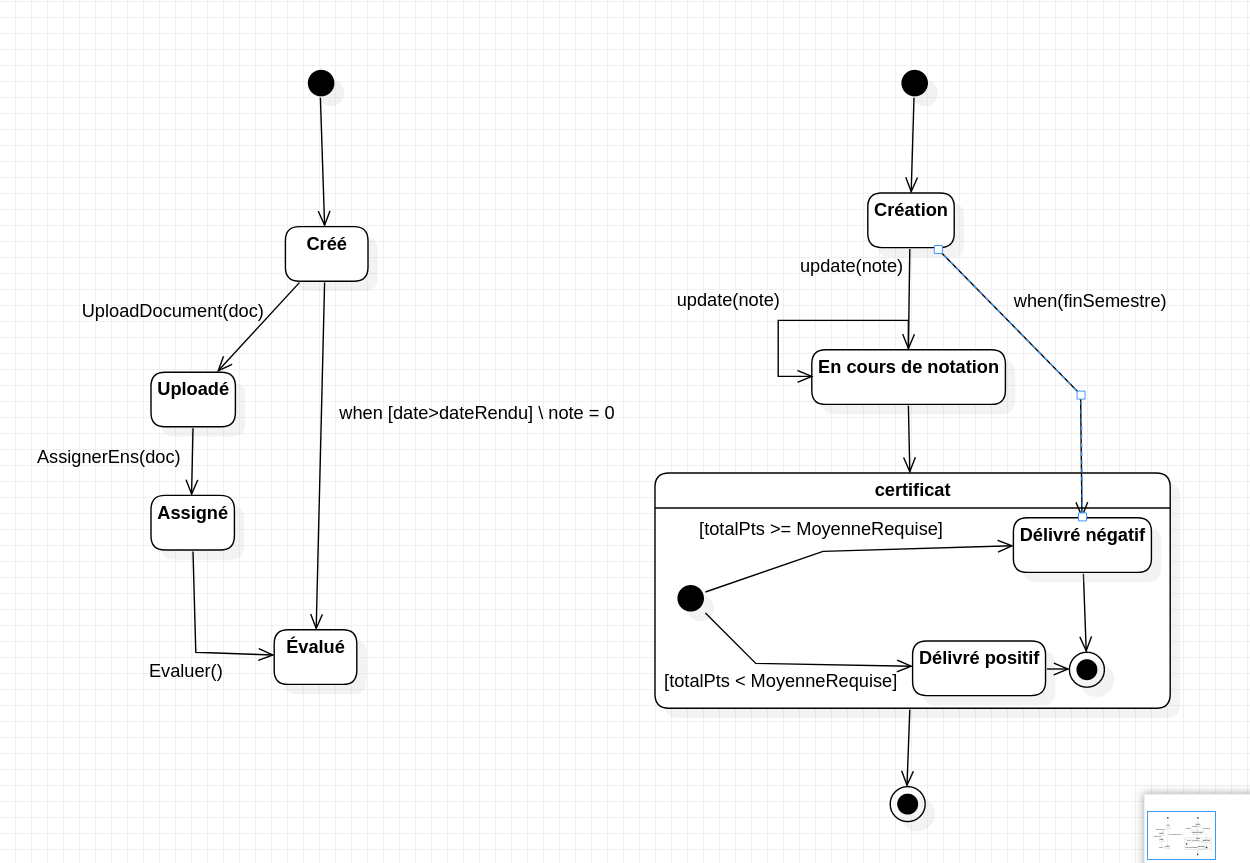 Créé
UploadDocument(doc)
Uploadé
when [date>dateRendu] \ note = 0
AssignerEns(doc)
Assigné
Évalué
Evaluer()
Création
update(note)
update(note)
when(finSemestre)
En cours de notation
certificat
[totalPts >= MoyenneRequise]
Délivré négatif
Délivré positif
[totalPts < MoyenneRequise]